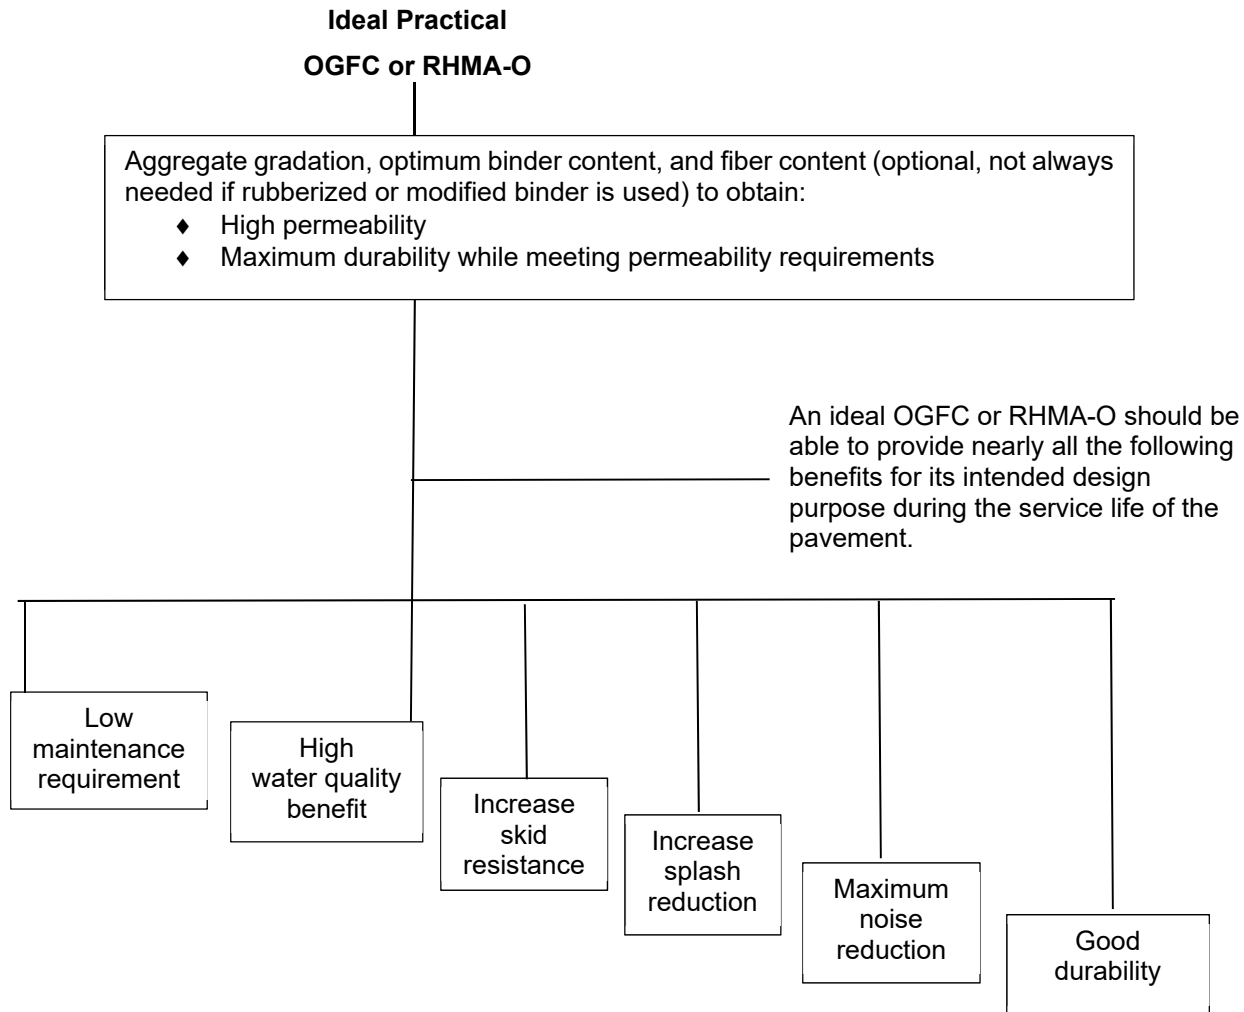 Ideal Practical
OGFC or RHMA-O
Aggregate gradation, optimum binder content, and fiber content (optional, not always
needed if rubberized or modified binder is used) to obtain:
♦ High permeability
♦ Maximum durability while meeting permeability requirements
An ideal OGFC or RHMA-O should be
able to provide nearly all the following
benefits for its intended design
purpose during the service life of the
pavement.
Low
maintenance
requirement
High
water quality
benefit
Increase
skid
resistance
Increase
splash
reduction
Maximum
noise
reduction
Good
durability